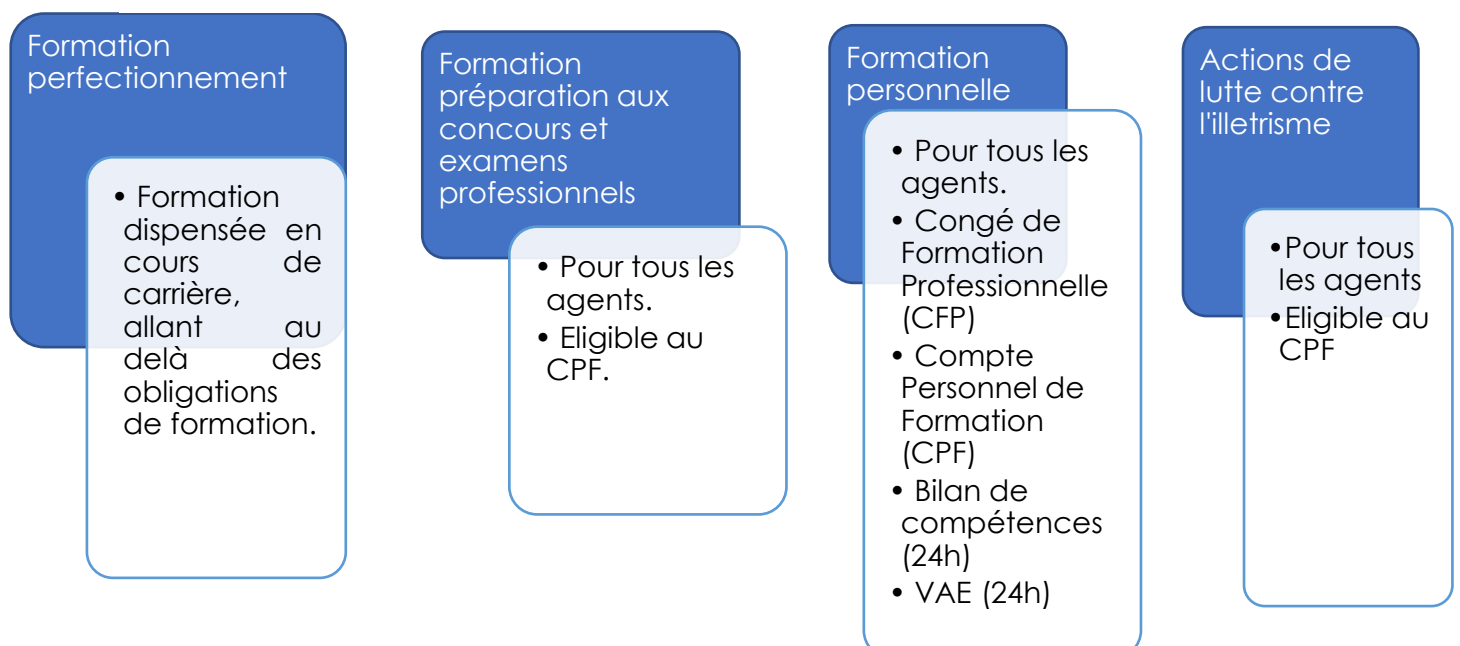 Formation
perfectionnement
• Formation
dispensée en
cours de
carrière,
allant au
delà des
obligations
de formation.
Formation
préparation aux
concours et
examens
professionnels
• Pour tous les
agents.
• Eligible au
CPF.
Formation
personnelle
• Pour tous les
agents.
• Congé de
Formation
Professionnelle
(CFP)
• Compte
Personnel de
Formation
(CPF)
• Bilan de
compétences
(24h)
• VAE (24h)
Actions de
lutte contre
l'illetrisme
•Pour tous
les agents
•Eligible au
CPF